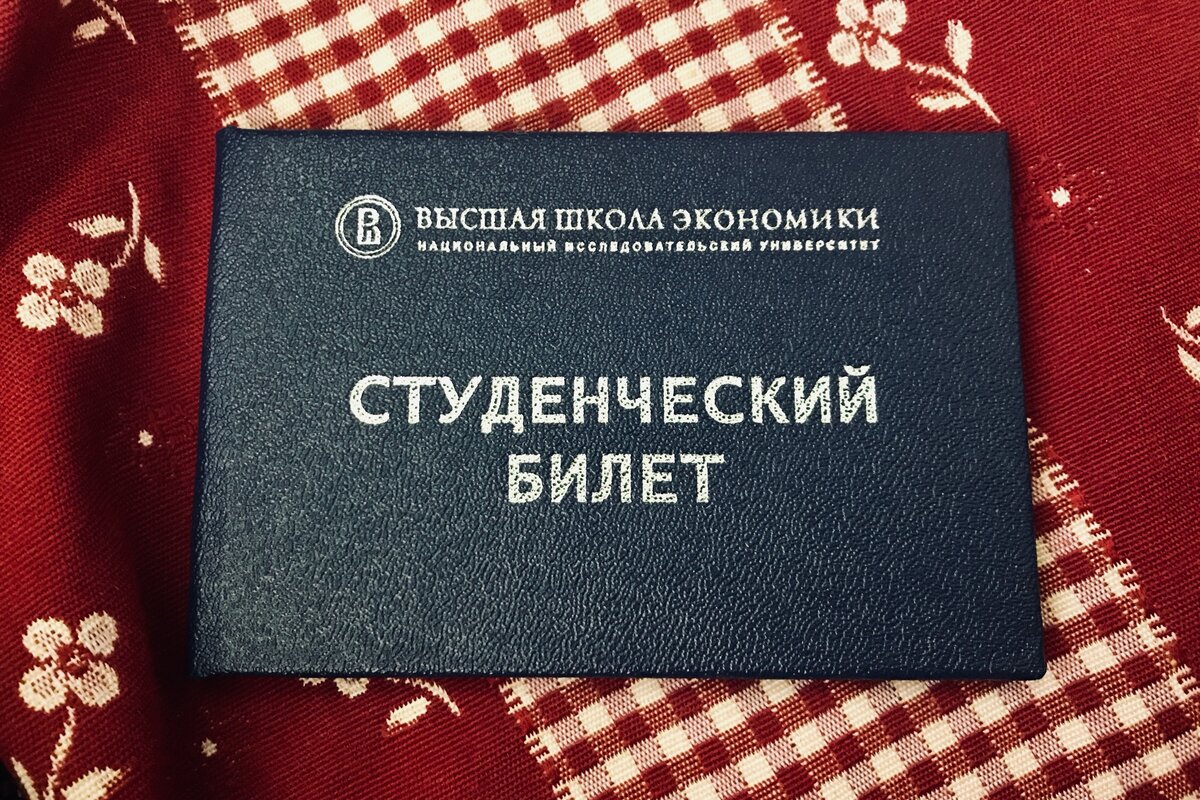 ВЫСШАЯ ШКОЛА ЭКОНОМИКИ
НАЦИОНАЛЬНЫЙ ИССЛЕДОВАТЕЛЬСКИЙ УНИВЕРСИТЕТ
СТУДЕНЧЕСКИЙ
БИЛЕТ